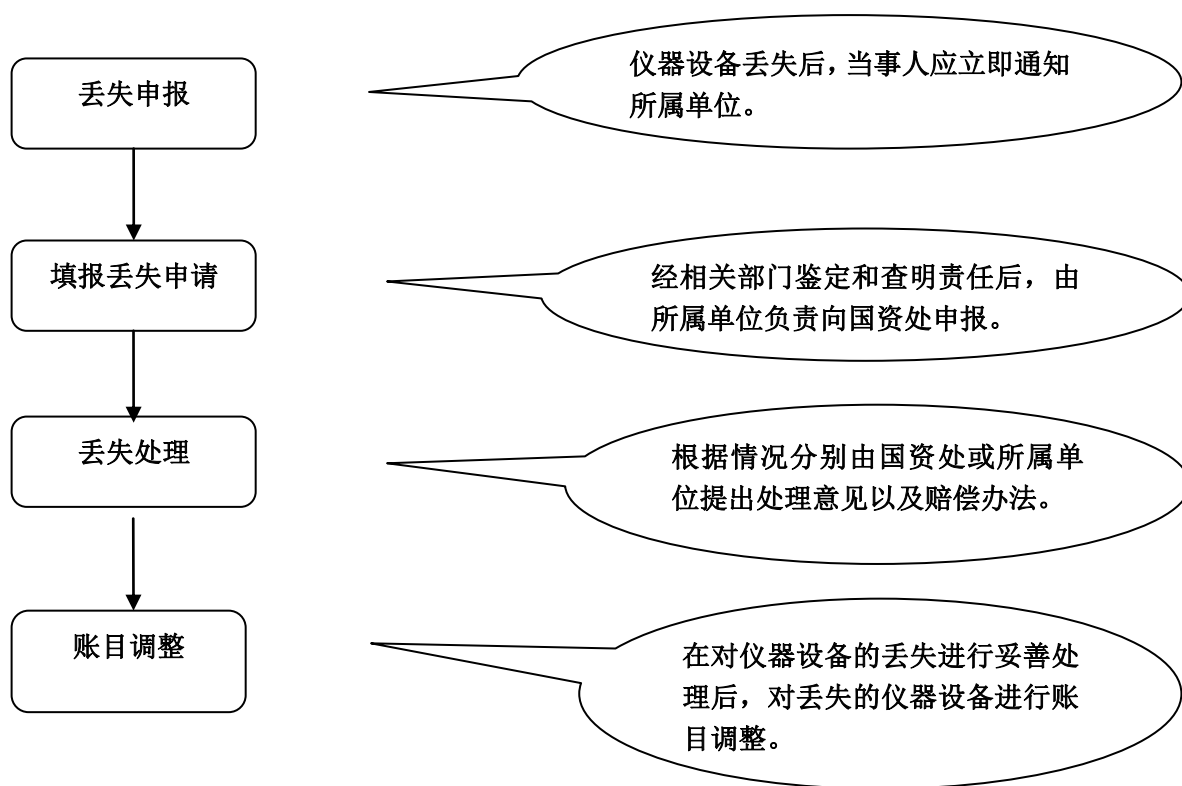 丢失申报
仪器设备丢失后，当事人应立即通知
所属单位。
填报丢失申请
经相关部门鉴定和查明责任后，由
所属单位负责向国资处申报。
丢失处理
根据情况分别由国资处或所属单
位提出处理意见以及赔偿办法。
账目调整
在对仪器设备的丢失进行妥善处
理后，对丢失的仪器设备进行账
目调整。